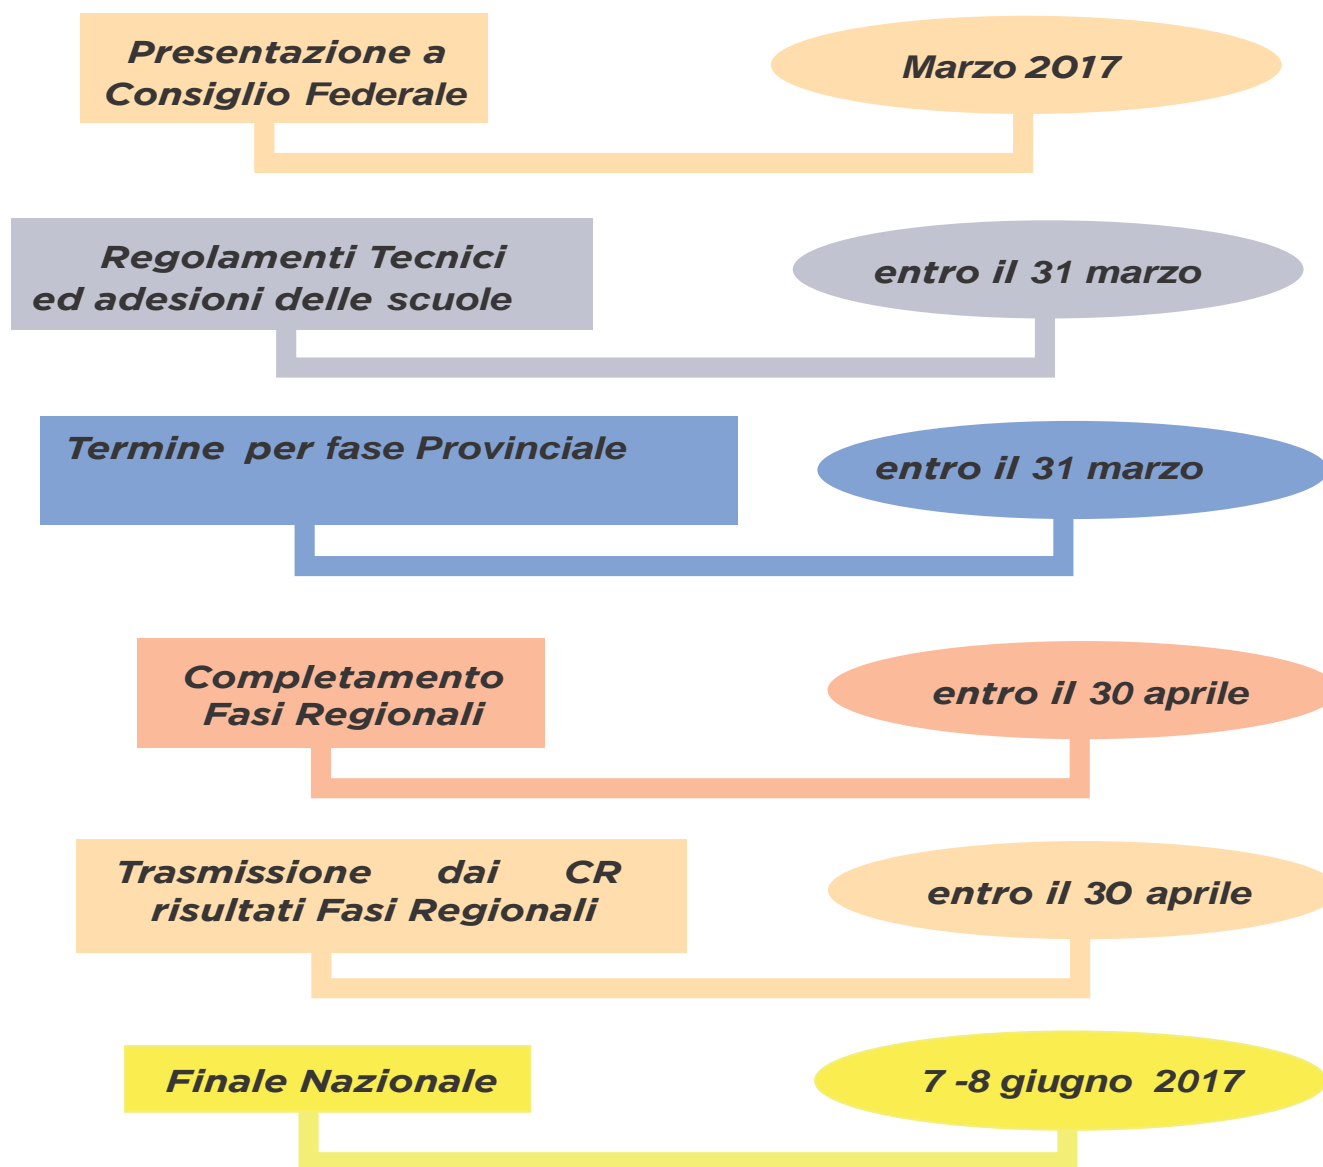 Presentazione a
Consiglio Federale
Marzo 2017
Regolamenti Tecnici
ed adesioni delle scuole
entro il 31 marzo
Termine per fase Provinciale
entro il 31 marzo
Completamento
Fasi Regionali
entro il 30 aprile
Trasmissione dai CR
risultati Fasi Regionali
entro il 30 aprile
Finale Nazionale
7 -8 giugno 2017